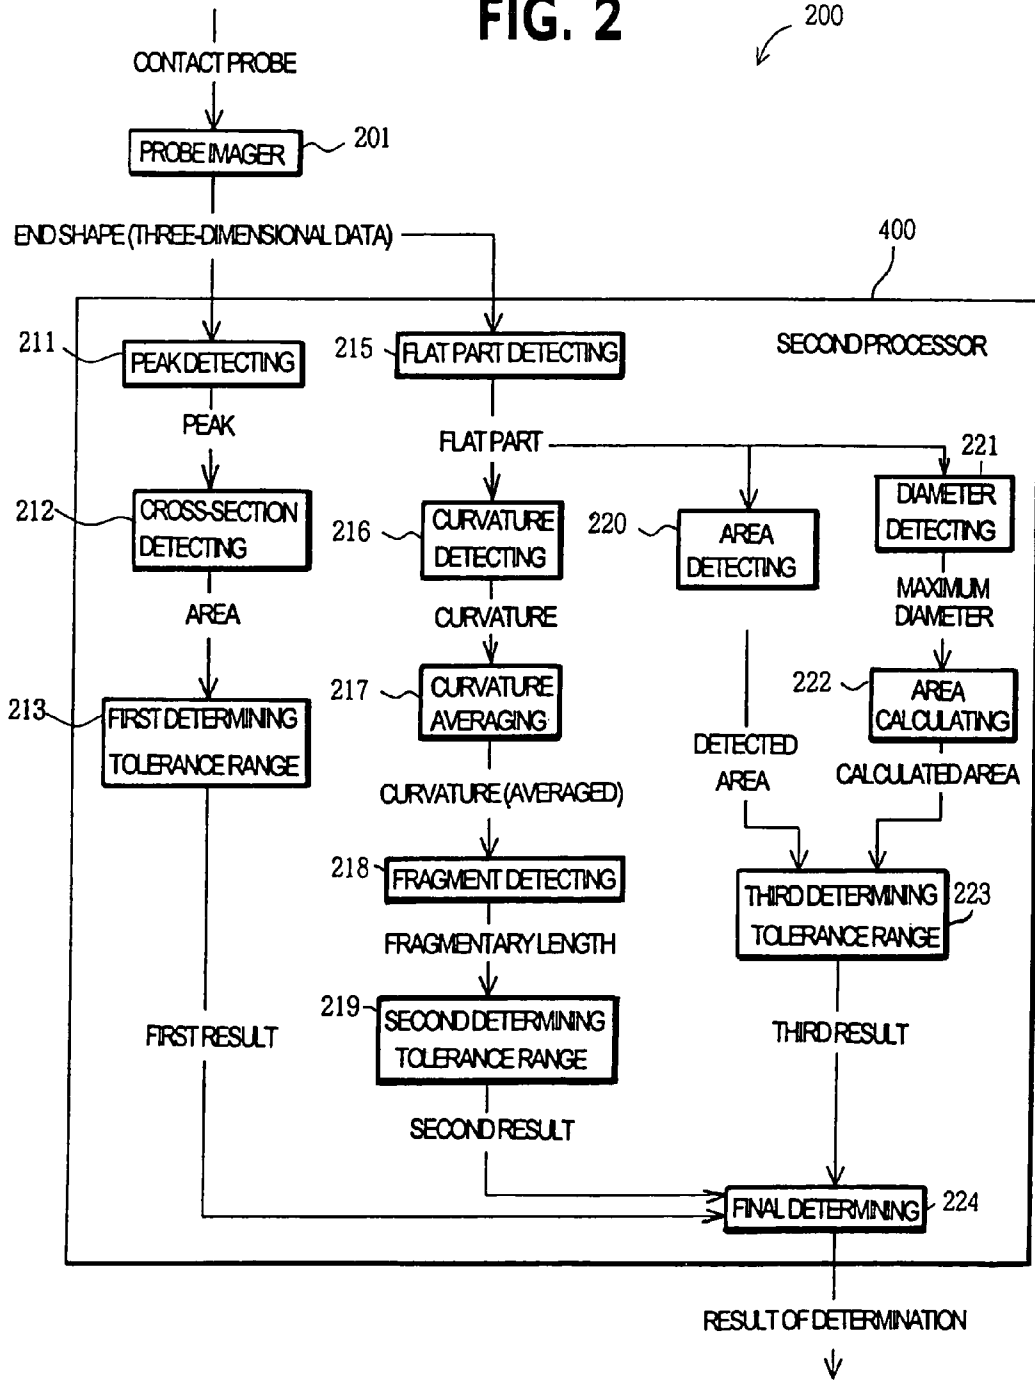 FIG. 2
200
CONTACT PROBE
PROBE IMAGER
201
END SHAPE (THREE-DIMENSIONAL DATA)
400
SECOND PROCESSOR
211
PEAK DETECTING
PEAK
212
CROSS-SECTION
DETECTING
AREA
213
FIRST DETERMINING
TOLERANCE RANGE
FIRST RESULT
215
FLAT PART DETECTING
FLAT PART
216
CURVATURE
DETECTING
CURVATURE
217
CURVATURE
AVERAGING
CURVATURE (AVERAGED)
218
FRAGMENT DETECTING
FRAGMENTARY LENGTH
219
SECOND DETERMINING
TOLERANCE RANGE
SECOND RESULT
220
AREA
DETECTING
DETECTED
AREA
221
DIAMETER
DETECTING
MAXIMUM
DIAMETER
222
AREA
CALCULATING
CALCULATED AREA
THIRD DETERMINING
TOLERANCE RANGE
223
THIRD RESULT
FINAL DETERMINING
224
RESULT OF DETERMINATION